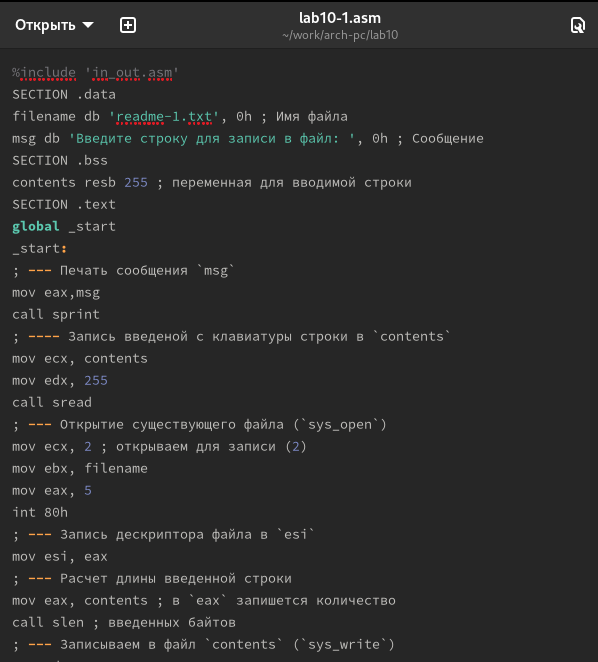 Открыть
lab10-1.asm
~/work/arch-pc/lab10
%include 'in_out.asm'
SECTION .data
filename db 'readme-1.txt', 0h ; Имя файла
msg db 'Введите строку для записи в файл: ', 0h ; Сообщение
SECTION .bss
contents resb 255 ; переменная для вводимой строки
SECTION .text
global _start
_start:
; --- Печать сообщения `msg`
mov eax,msg
call sprint
; ---- Запись введеной с клавиатуры строки в `contents`
mov ecx, contents
mov edx, 255
call sread
; --- Открытие существующего файла (`sys_open`)
mov ecx, 2 ; открываем для записи (2)
mov ebx, filename
mov eax, 5
int 80h
; --- Запись дескриптора файла в `esi`
mov esi, eax
; --- Расчет длины введенной строки
mov eax, contents ; в `eax` запишется количество
call slen ; введенных байтов
; --- Записываем в файл `contents` (`sys_write`)